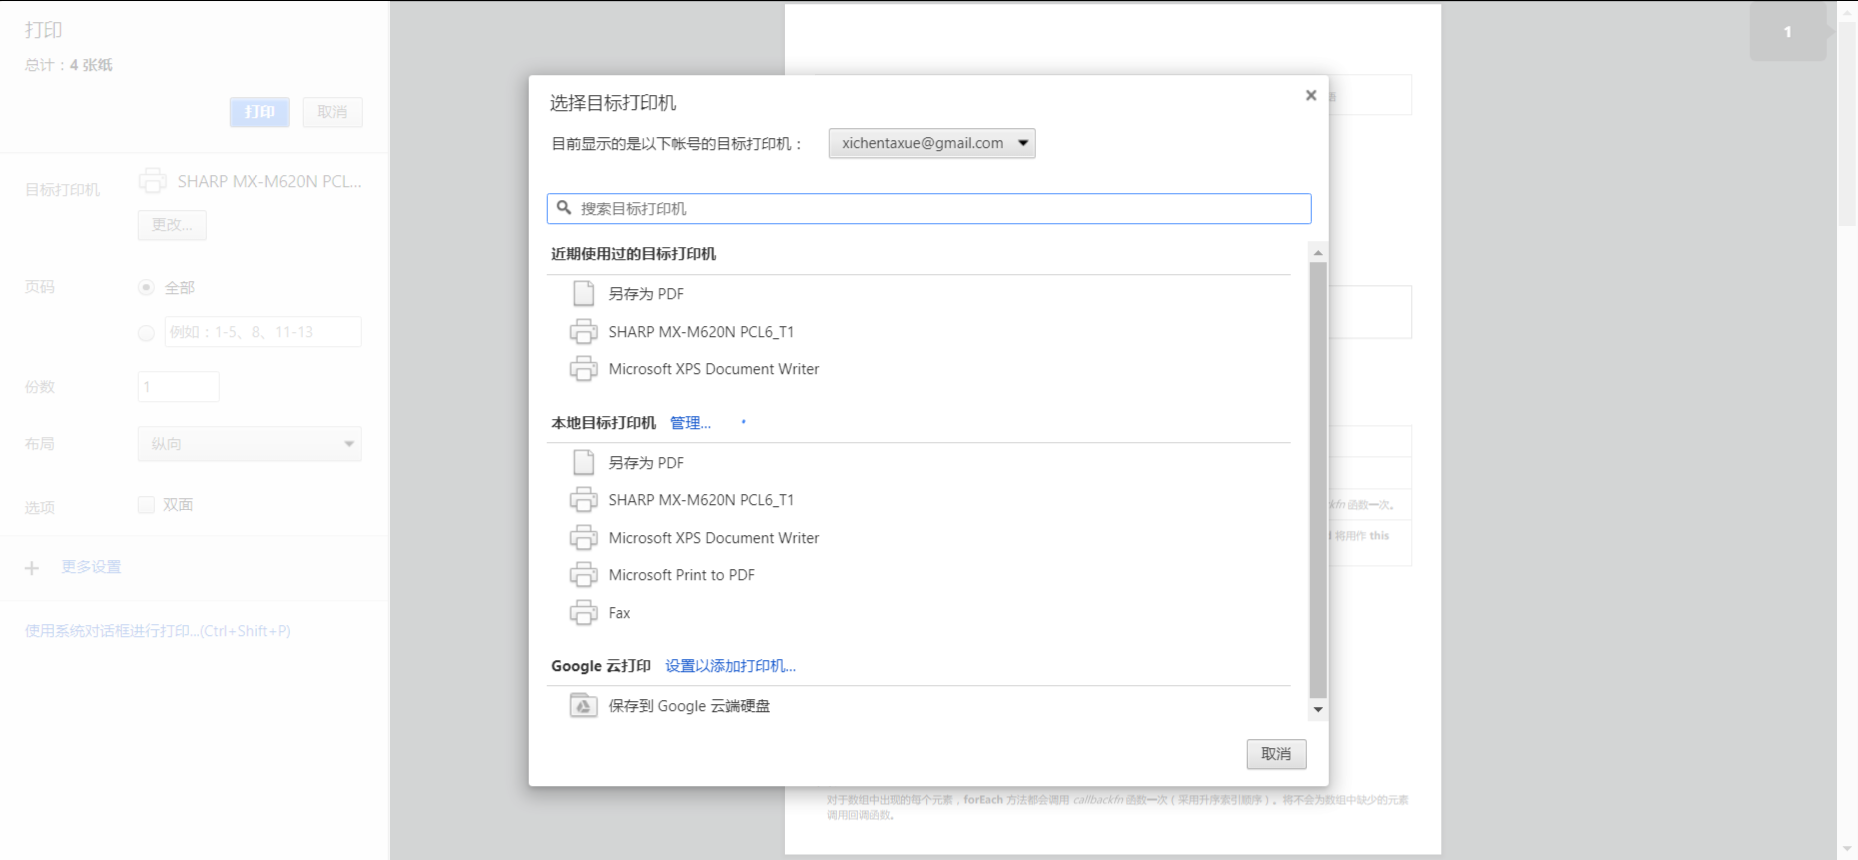 打印
总计：4 张纸
打印
取消
目标打印机
SHARP MX-M620N PCL...
更改...
页码
全部
例如：1-5、8、11-13
份数
1
布局
纵向
选项
双面
更多设置
使用系统对话框进行打印...(Ctrl+Shift+P)
选择目标打印机
目前显示的是以下帐号的目标打印机：
xichentaxue@gmail.com
搜索目标打印机
近期使用过的目标打印机
另存为 PDF
SHARP MX-M620N PCL6_T1
Microsoft XPS Document Writer
本地目标打印机
管理...
另存为 PDF
SHARP MX-M620N PCL6_T1
Microsoft XPS Document Writer
Microsoft Print to PDF
Fax
Google 云打印
设置以添加打印机...
保存到 Google 云端硬盘
取消
1
函数一次。
将用作 this
对于数组中出现的每个元素，forEach 方法都会调用 callbackfn 函数一次（采用升序索引顺序）。将不会为数组中缺少的元素
调用回调函数。